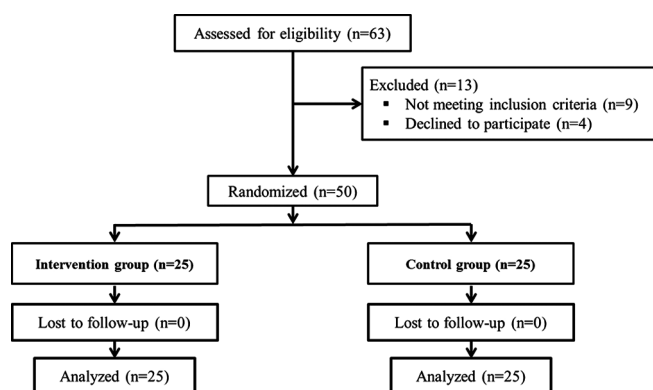 Assessed for eligibility (n=63)
Excluded (n=13)
▪ Not meeting inclusion criteria (n=9)
▪ Declined to participate (n=4)
Randomized (n=50)
Intervention group (n=25)
Control group (n=25)
Lost to follow-up (n=0)
Lost to follow-up (n=0)
Analyzed (n=25)
Analyzed (n=25)